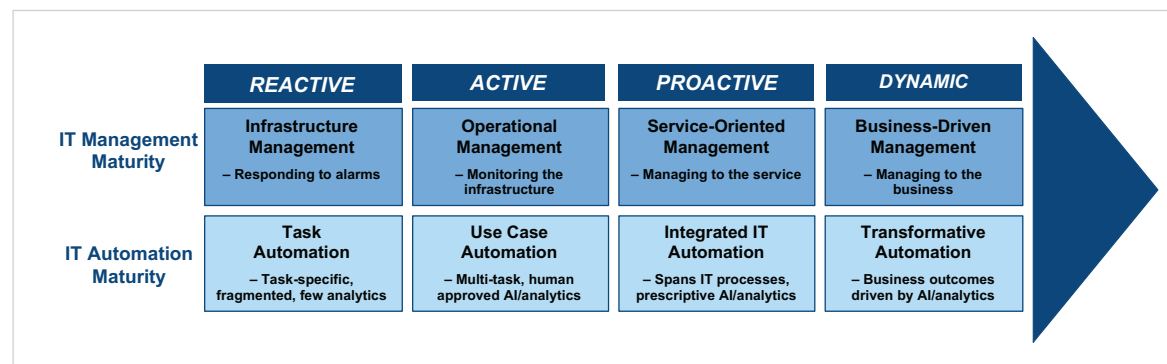 REACTIVE
ACTIVE
PROACTIVE
DYNAMIC
IT Management
Maturity
Infrastructure
Management
– Responding to alarms
Operational
Management
– Monitoring the
infrastructure
Service-Oriented
Management
– Managing to the service
Business-Driven
Management
– Managing to the
business
IT Automation
Maturity
Task
Automation
– Task-specific,
fragmented, few analytics
Use Case
Automation
– Multi-task, human
approved AI/analytics
Integrated IT
Automation
– Spans IT processes,
prescriptive AI/analytics
Transformative
Automation
– Business outcomes
driven by AI/analytics